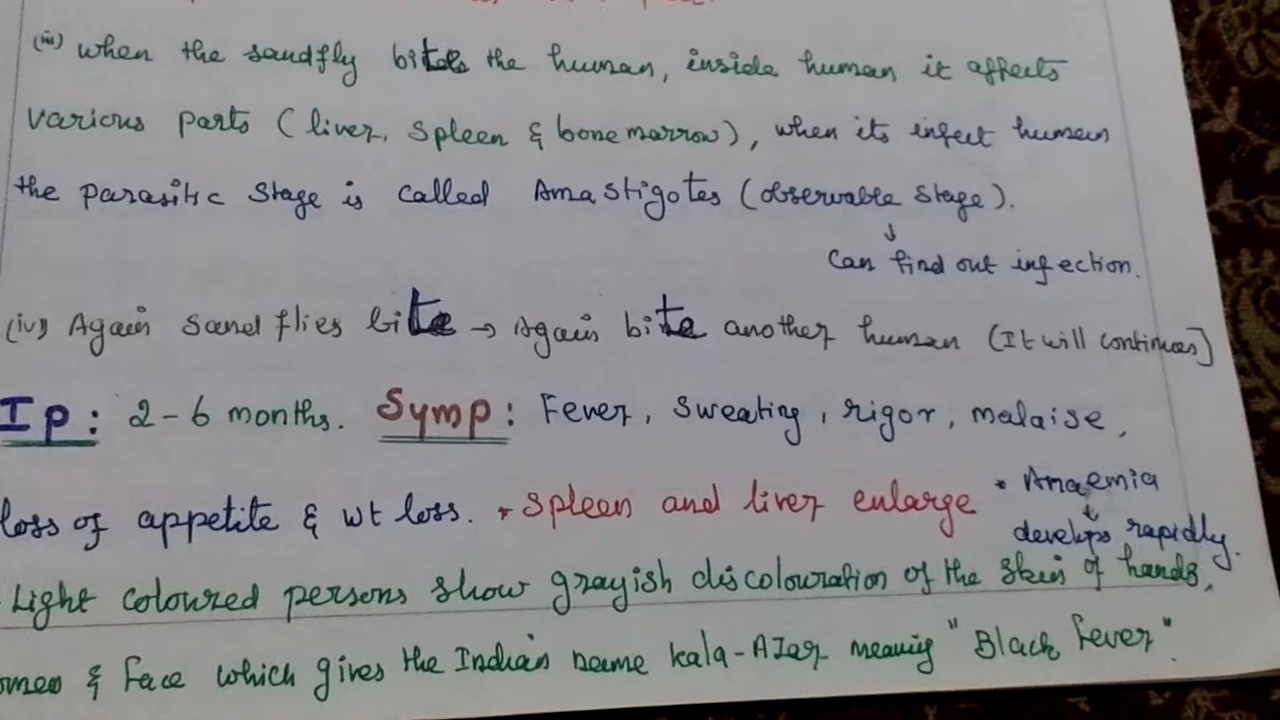 (iii) when the sandfly bites the human, inside human it affects
various parts (liver, spleen & bone marrow), when its infect human
the parasitic stage is called Amastigotes (observable stage).
↓
can find out infection.
(iv) Again sand flies bite → Again bite another human (It will continues)
IP: 2-6 months. Symp: Fever, sweating, rigor, malaise,
loss of appetite & wt loss. * Spleen and liver enlarge * Anaemia
↓
develops rapidly.
Light coloured persons show grayish discolouration of the skin of hands,
& face which gives the Indian name kala-AZar meaning "Black Fever".